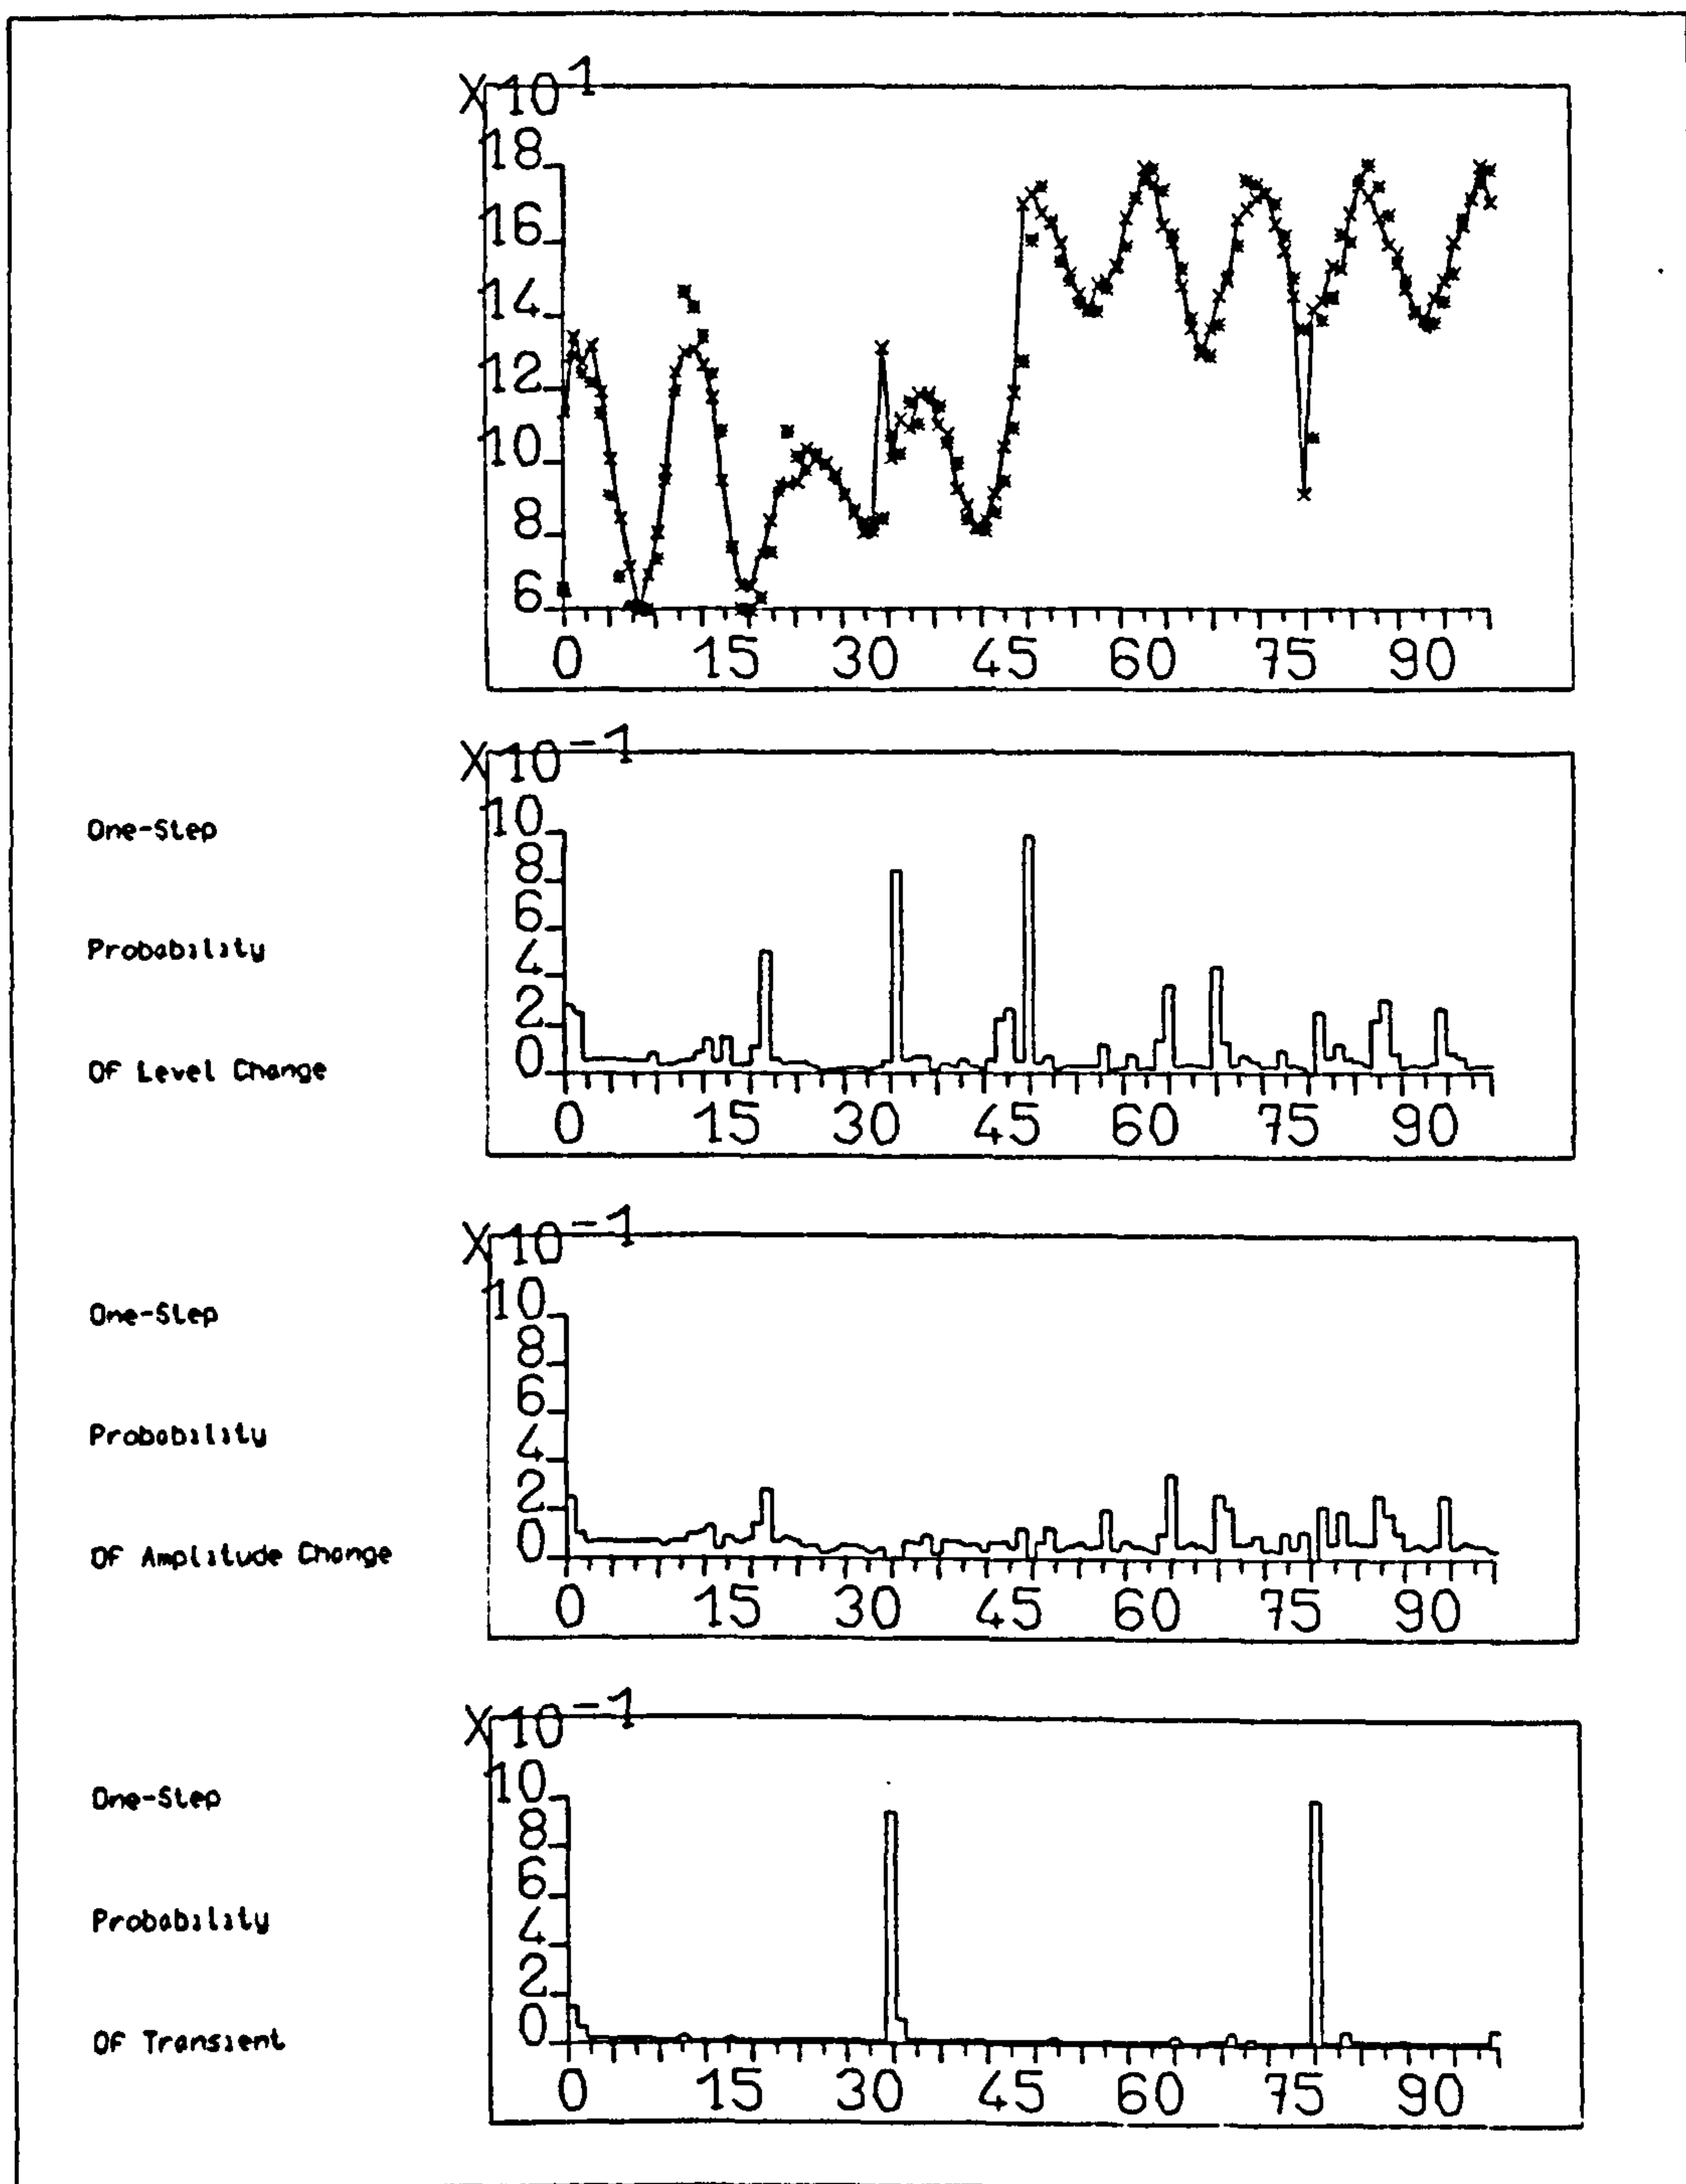 X10^1
18
16
14
12
10
8
6
0 15 30 45 60 75 90
X10^-1
10
8
6
4
2
0
0 15 30 45 60 75 90
One-Step
Probability
Of Level Change
X10^-1
10
8
6
4
2
0
0 15 30 45 60 75 90
One-Step
Probability
Of Amplitude Change
X10^-1
10
8
6
4
2
0
0 15 30 45 60 75 90
One-Step
Probability
Of Transient